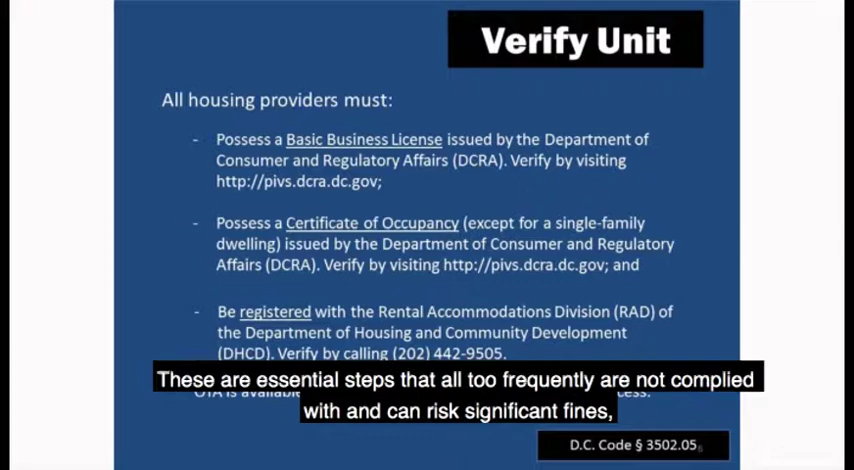 Verify Unit
All housing providers must:
- Possess a Basic Business License issued by the Department of
Consumer and Regulatory Affairs (DCRA). Verify by visiting
http://pivs.dcra.dc.gov;
- Possess a Certificate of Occupancy (except for a single-family
dwelling) issued by the Department of Consumer and Regulatory
Affairs (DCRA). Verify by visiting http://pivs.dcra.dc.gov; and
- Be registered with the Rental Accommodations Division (RAD) of
the Department of Housing and Community Development
(DHCD). Verify by calling (202) 442-9505.
These are essential steps that all too frequently are not complied
OTA is
with and can risk significant fines,
D.C. Code § 3502.05